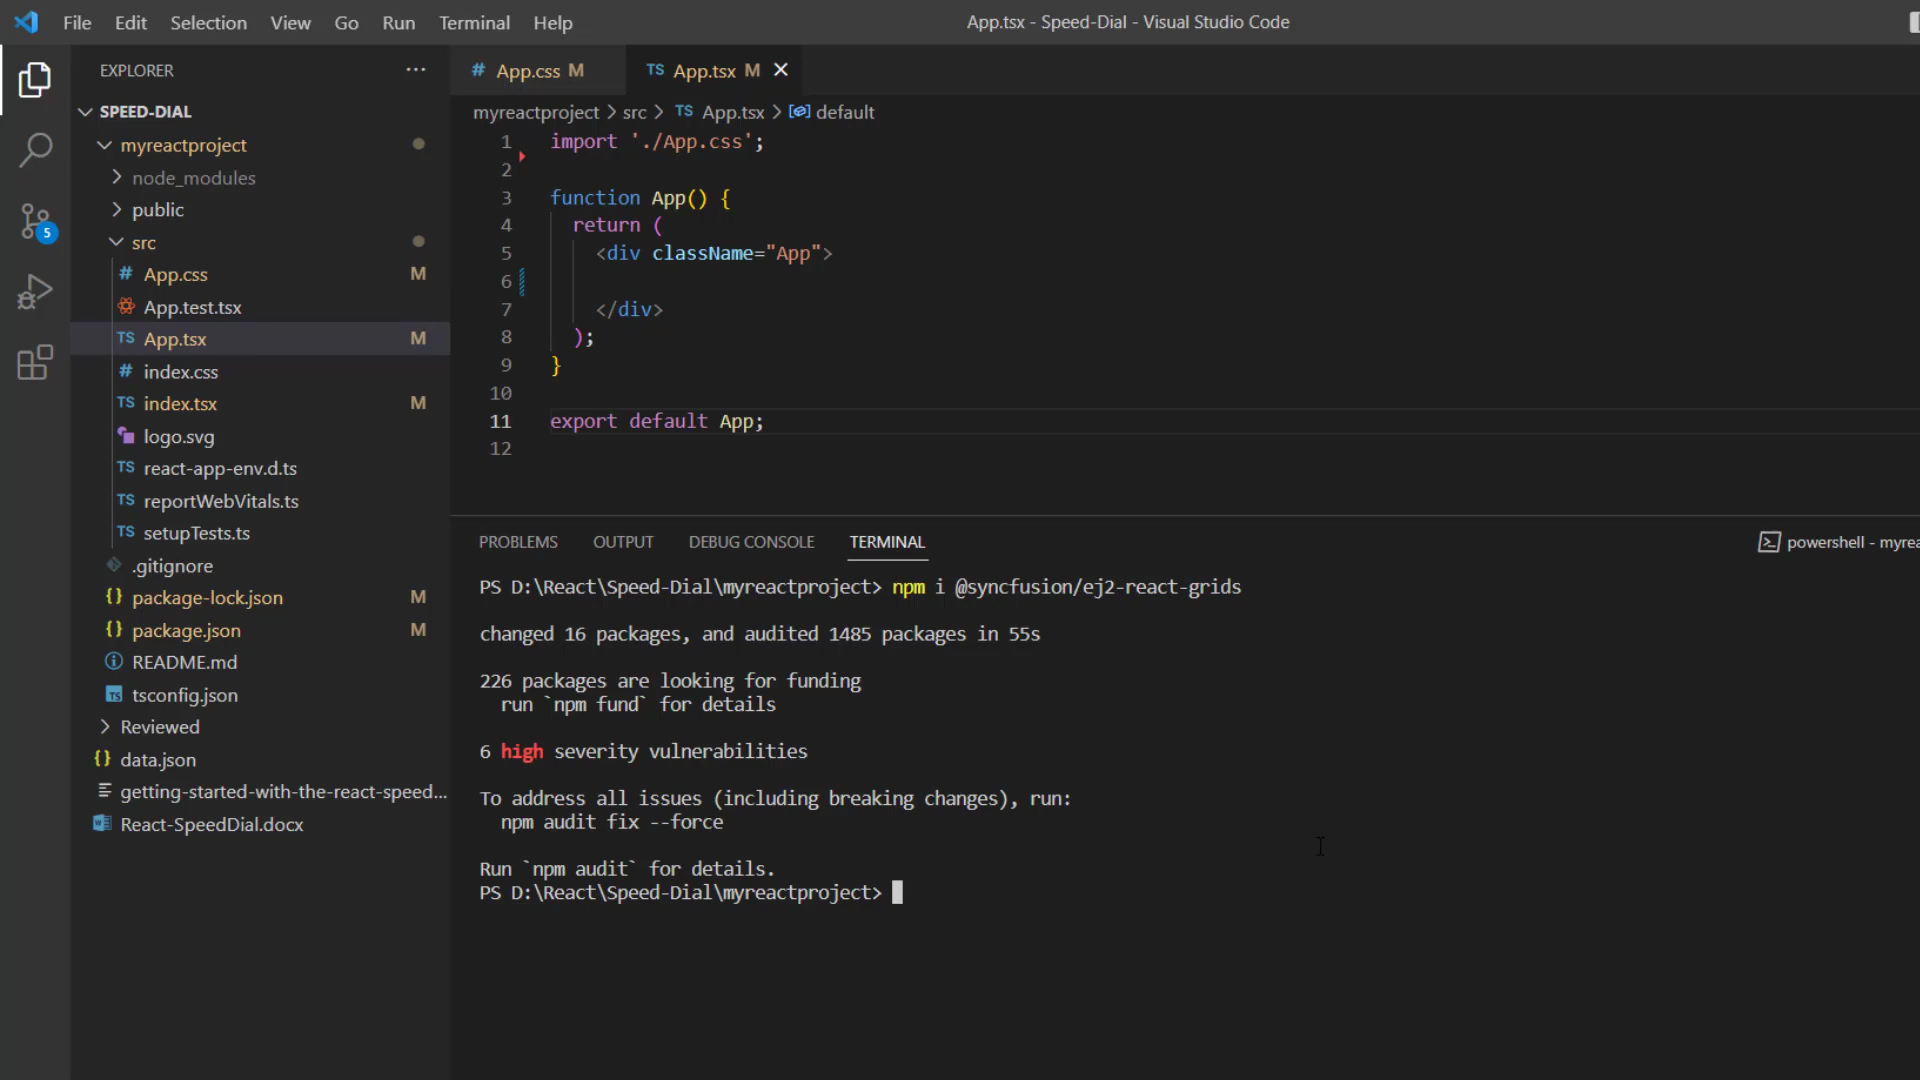 File Edit Selection View Go Run Terminal Help
App.tsx - Speed-Dial - Visual Studio Code
EXPLORER ···
SPEED-DIAL
myreactproject
node_modules
public
src
# App.css M
App.test.tsx
TS App.tsx M
# index.css
TS index.tsx M
logo.svg
TS react-app-env.d.ts
TS reportWebVitals.ts
TS setupTests.ts
.gitignore
{} package-lock.json M
{} package.json M
README.md
TS tsconfig.json
Reviewed
{} data.json
getting-started-with-the-react-speed...
React-SpeedDial.docx
5
# App.css M
TS App.tsx M
myreactproject > src > TS App.tsx > default
1 import './App.css';
2
3 function App() {
4 return (
5 <div className="App">
6
7 </div>
8 );
9 }
10
11 export default App;
12
PROBLEMS OUTPUT DEBUG CONSOLE TERMINAL
powershell - myrea
PS D:\React\Speed-Dial\myreactproject> npm i @syncfusion/ej2-react-grids
changed 16 packages, and audited 1485 packages in 55s
226 packages are looking for funding
run `npm fund` for details
6 high severity vulnerabilities
To address all issues (including breaking changes), run:
npm audit fix --force
Run `npm audit` for details.
PS D:\React\Speed-Dial\myreactproject>